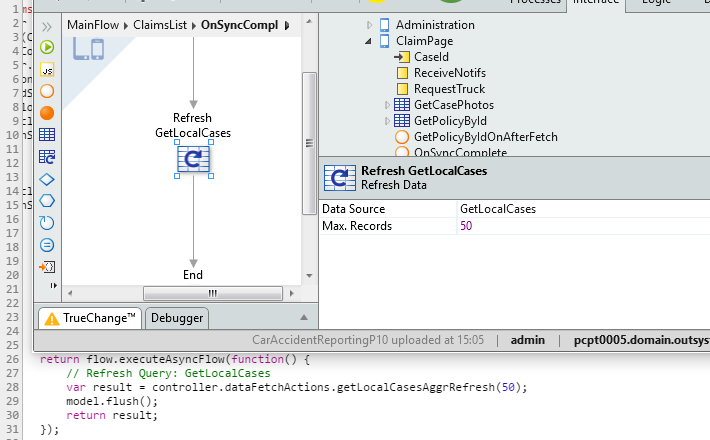 Processes
Interface
Logic
MainFlow ▸ ClaimsList ▸ OnSyncCompl
Administration
ClaimPage
CaseId
ReceiveNotifs
RequestTruck
GetCasePhotos
GetPolicyById
GetPolicyByIdOnAfterFetch
OnSyncComplete
JS
Refresh
GetLocalCases
End
Refresh GetLocalCases
Refresh Data
Data Source GetLocalCases
Max. Records 50
TrueChange™ Debugger
CarAccidentReportingP10 uploaded at 15:05 | admin | pcpt0005.domain.outsy
1
2
3
4
5
6
7
8
9
10
11
12
13
14
15
16
17
18
19
20
21
22
23
24
25
26 return flow.executeAsyncFlow(function() {
27 // Refresh Query: GetLocalCases
28 var result = controller.dataFetchActions.getLocalCasesAggrRefresh(50);
29 model.flush();
30 return result;
31 });